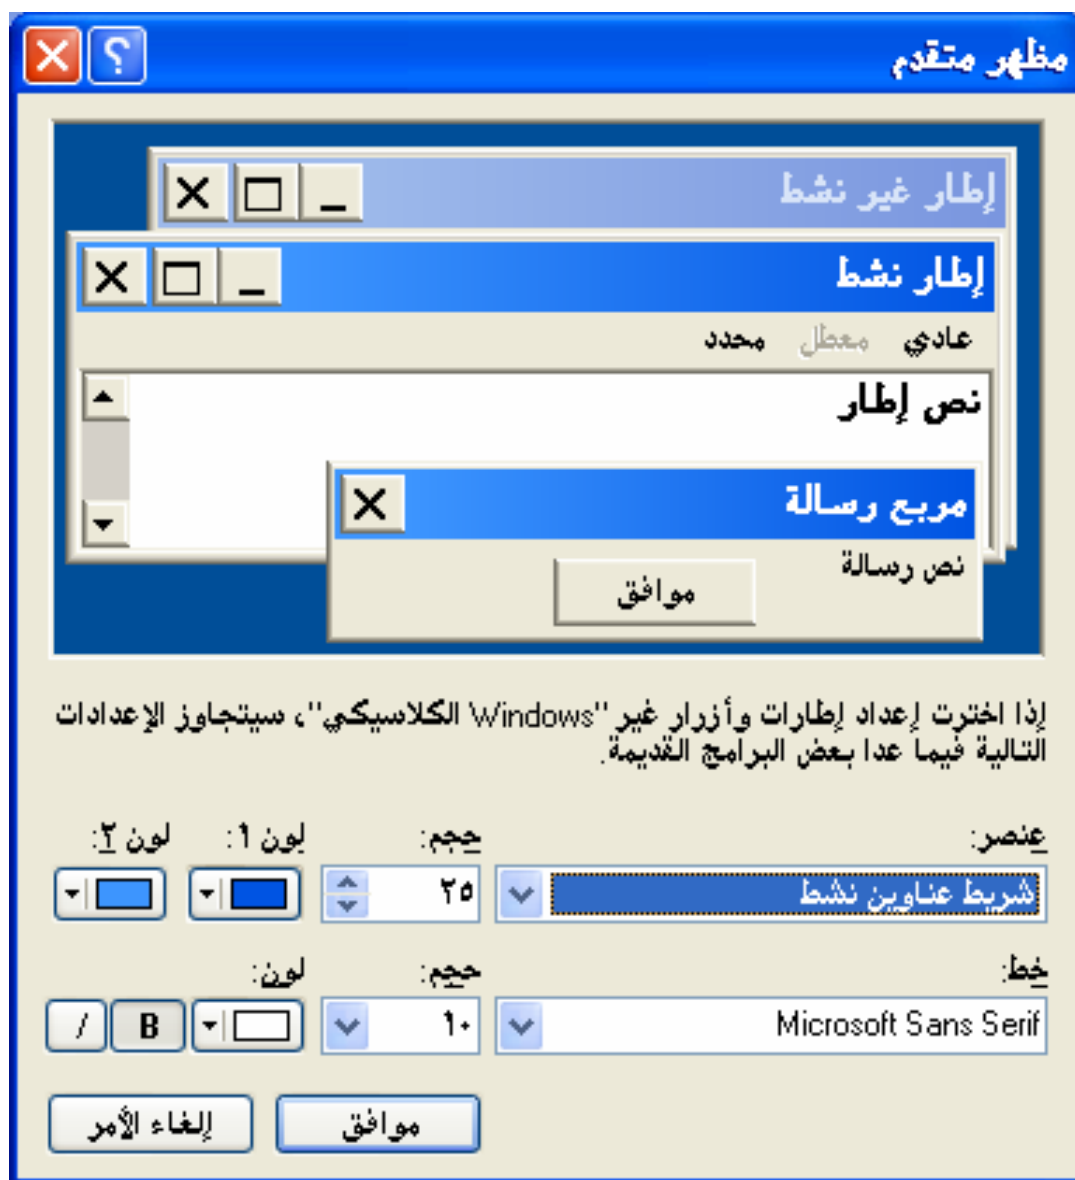 مظهر متقدم
إطار غير نشط
إطار نشط
عادي معطل محدد
نص إطار
مربع رسالة
نص رسالة
موافق
إذا اخترت إعداد إطارات وأزرار غير "Windows الكلاسيكي"، سيتجاوز الإعدادات
التالية فيما عدا بعض البرامج القديمة.
عنصر: حجم: لون ١: لون ٢:
شريط عناوين نشط ٢٥
خط: حجم: لون:
Microsoft Sans Serif ١٠ B /
موافق إلغاء الأمر